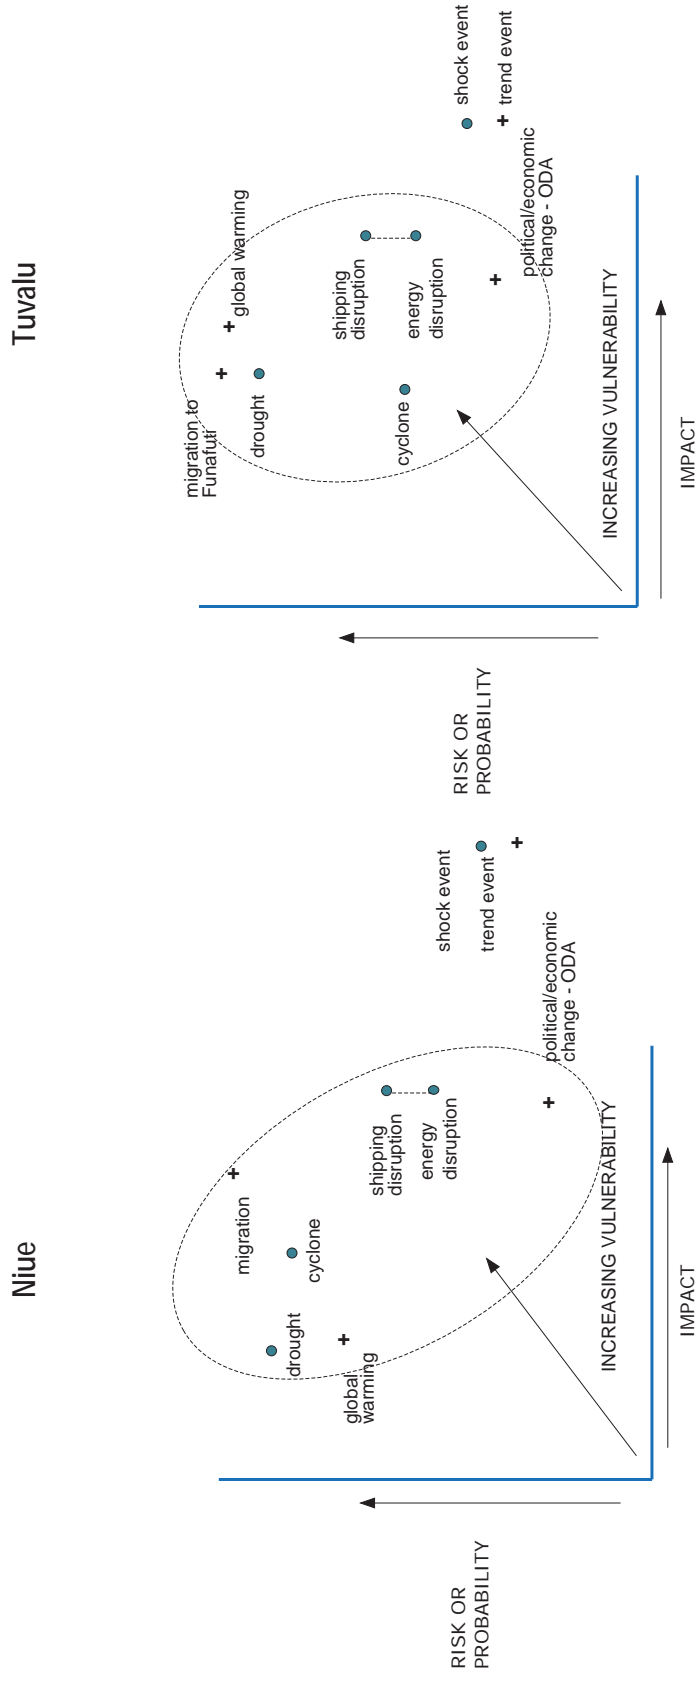 Niue
migration
cyclone
drought
global
warming
shipping
disruption
energy
disruption
political/economic
change - ODA
shock event
trend event
INCREASING VULNERABILITY
IMPACT
RISK OR
PROBABILITY
Tuvalu
migration to
Funafuti
global warming
drought
shipping
disruption
energy
disruption
cyclone
political/economic
change - ODA
shock event
trend event
INCREASING VULNERABILITY
IMPACT
RISK OR
PROBABILITY